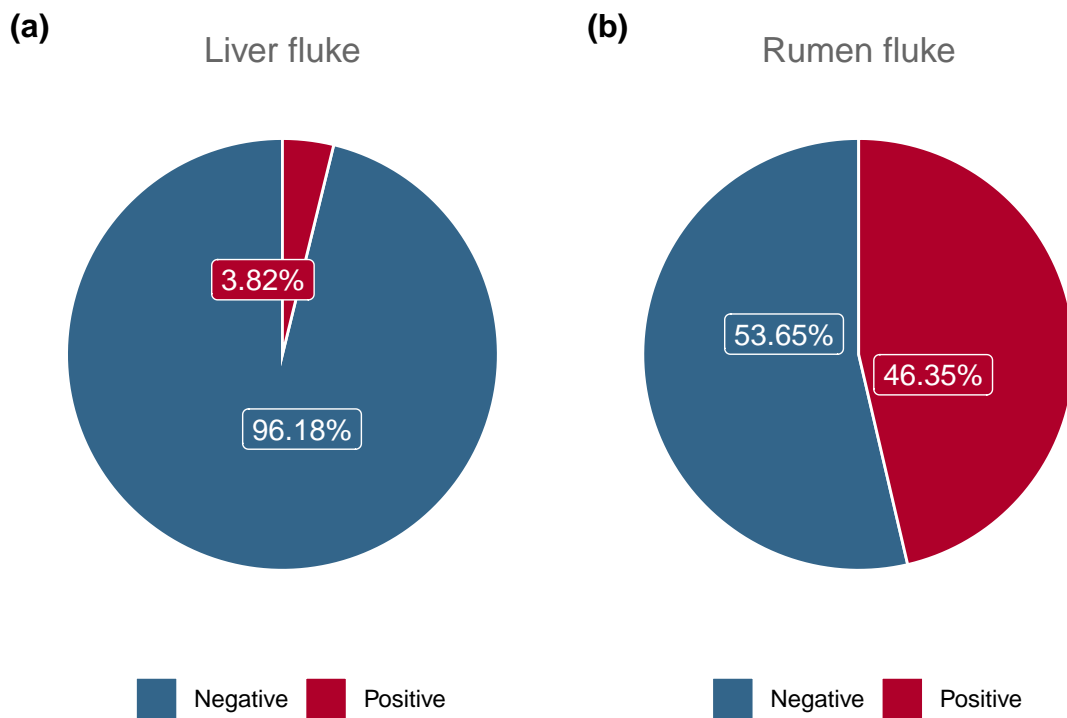 (a)
Liver fluke
3.82%
96.18%
Negative
Positive
(b)
Rumen fluke
53.65%
46.35%
Negative
Positive